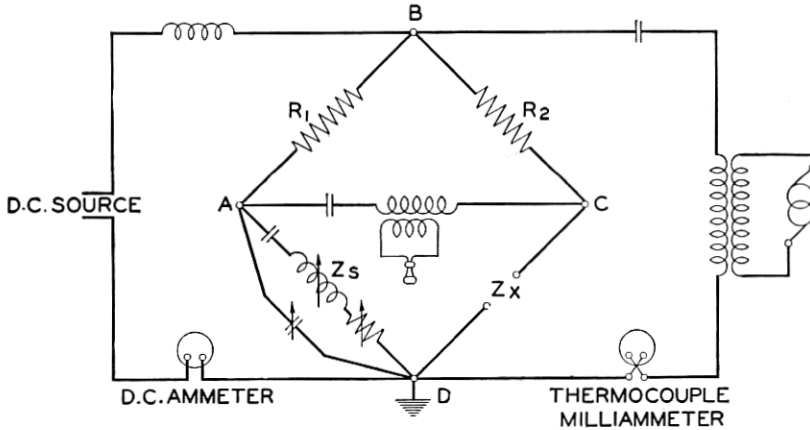 B
R1
R2
D.C. SOURCE
A
C
Zs
Zx
D.C. AMMETER
D
THERMOCOUPLE
MILLIAMMETER